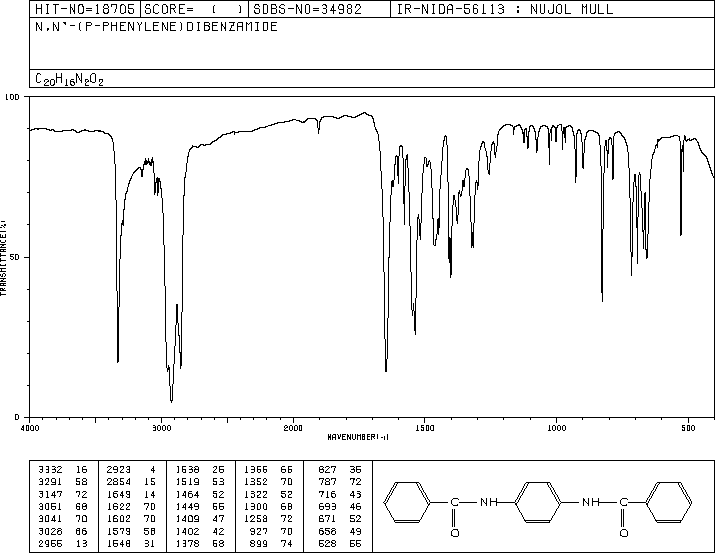 HIT-NO=18705 SCORE= ( ) SDBS-NO=34982 IR-NIDA-56113 : NUJOL MULL
N,N'-(P-PHENYLENE)DIBENZAMIDE
C20H16N2O2
100
50
0
TRANSMITTANCE(%)
4000 3000 2000 1500 1000 500
WAVENUMBER(-1)
3332 16 2923 4 1538 25 1366 66 827 35
3291 58 2854 15 1519 53 1352 70 787 72
3147 72 1649 14 1464 52 1322 52 716 43
3051 68 1622 70 1449 55 1300 68 693 46
3041 70 1602 70 1409 47 1258 72 671 52
3028 66 1579 58 1402 42 927 70 658 49
2955 13 1548 31 1378 58 899 74 528 55
C NH NH C
O O